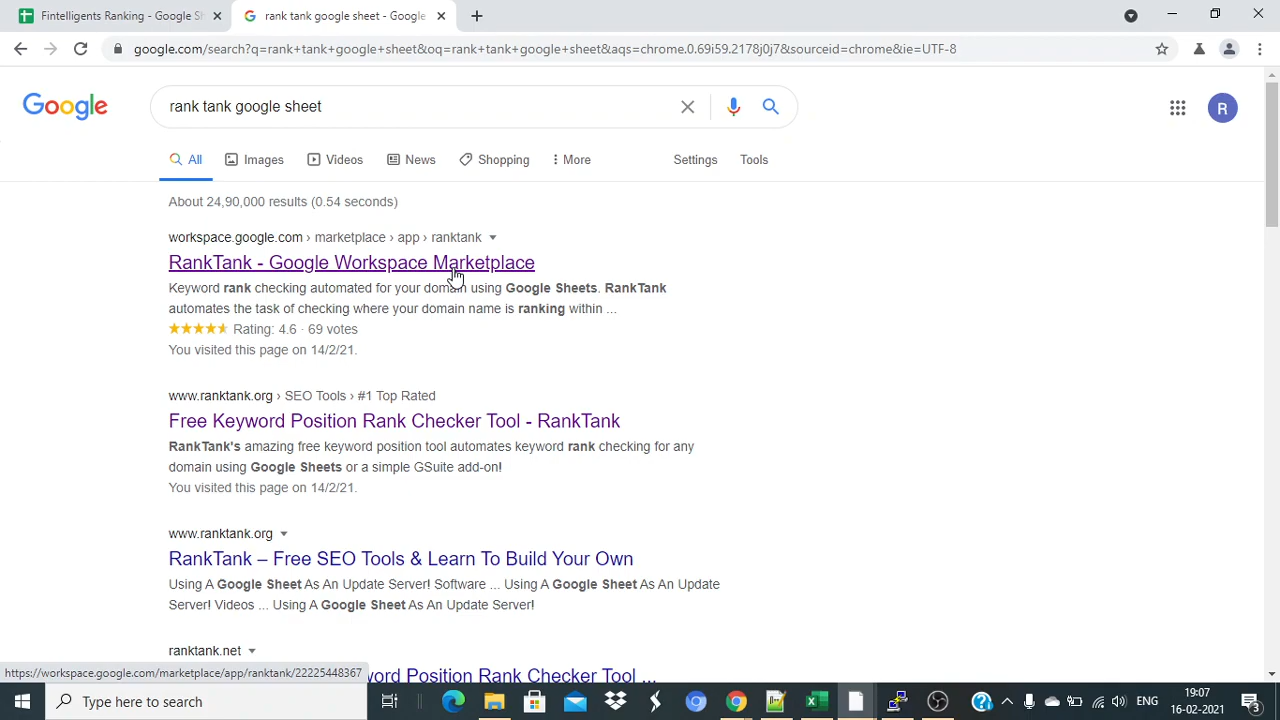 Fintelligents Ranking - Google Sh
rank tank google sheet - Google
google.com/search?q=rank+tank+google+sheet&oq=rank+tank+google+sheet&aqs=chrome.0.69i59.2178j0j7&sourceid=chrome&ie=UTF-8
Google
rank tank google sheet
R
All Images Videos News Shopping More Settings Tools
About 24,90,000 results (0.54 seconds)
workspace.google.com › marketplace › app › ranktank
RankTank - Google Workspace Marketplace
Keyword rank checking automated for your domain using Google Sheets. RankTank
automates the task of checking where your domain name is ranking within ...
Rating: 4.6 · 69 votes
You visited this page on 14/2/21.
www.ranktank.org › SEO Tools › #1 Top Rated
Free Keyword Position Rank Checker Tool - RankTank
RankTank's amazing free keyword position tool automates keyword rank checking for any
domain using Google Sheets or a simple GSuite add-on!
You visited this page on 14/2/21.
www.ranktank.org
RankTank – Free SEO Tools & Learn To Build Your Own
Using A Google Sheet As An Update Server! Software ... Using A Google Sheet As An Update
Server! Videos ... Using A Google Sheet As An Update Server!
ranktank.net
word Position Rank Checker Tool ...
https://workspace.google.com/marketplace/app/ranktank/22225448367
Type here to search
ENG
19:07
16-02-2021
3